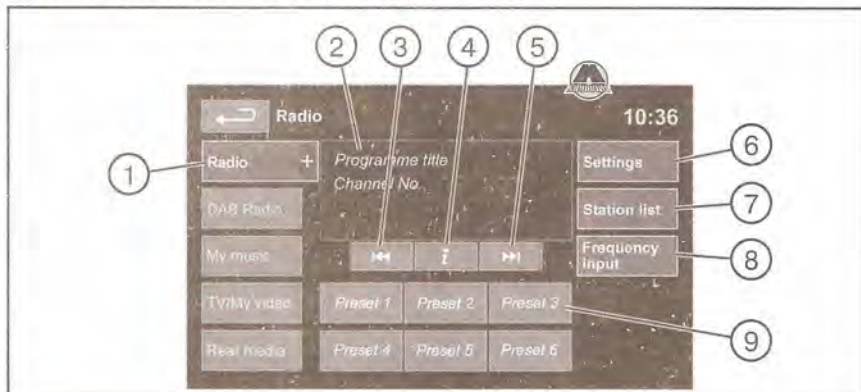 2 3 4 5
Radio 10:36
1 Radio + Programme title Settings 6
Channel No.
DAB Radio Station list 7
My music Frequency input 8
TV/My video Preset 1 Preset 2 Preset 3 9
Rear media Preset 4 Preset 5 Preset 6